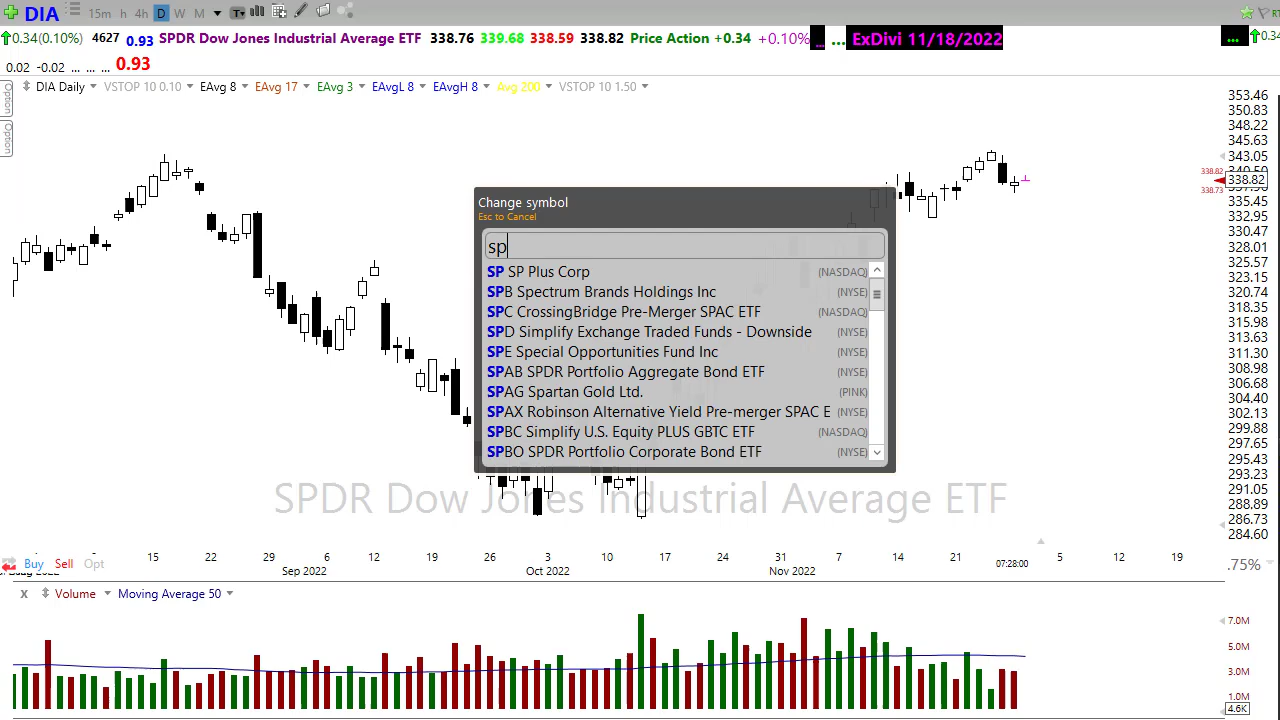 DIA 15m h 4h D W M T
0.34(0.10%) 4627 0.93 SPDR Dow Jones Industrial Average ETF 338.76 339.68 338.59 338.82 Price Action +0.34 +0.10% ... ... ExDivi 11/18/2022 ... 0.34
0.02 -0.02 ... ... ... 0.93
Option
Option
DIA Daily VSTOP 10 0.10 EAvg 8 EAvg 17 EAvg 3 EAvgL 8 EAvgH 8 Avg 200 VSTOP 10 1.50
353.46
350.83
348.22
345.63
343.05
338.82
338.82
338.73
335.45
332.95
330.47
328.01
325.57
323.15
320.74
318.35
315.98
313.63
311.30
308.98
306.68
304.40
302.13
299.88
297.65
295.43
293.23
291.05
288.89
286.73
284.60
Change symbol
Esc to Cancel
sp
SP SP Plus Corp (NASDAQ)
SPB Spectrum Brands Holdings Inc (NYSE)
SPC CrossingBridge Pre-Merger SPAC ETF (NASDAQ)
SPD Simplify Exchange Traded Funds - Downside (NYSE)
SPE Special Opportunities Fund Inc (NYSE)
SPAB SPDR Portfolio Aggregate Bond ETF (NYSE)
SPAG Spartan Gold Ltd. (PINK)
SPAX Robinson Alternative Yield Pre-merger SPAC E (NYSE)
SPBC Simplify U.S. Equity PLUS GBTC ETF (NASDAQ)
SPBO SPDR Portfolio Corporate Bond ETF (NYSE)
SPDR Dow Jones Industrial Average ETF
15 22 29 6 12 19 26 3 10 17 24 31 7 14 21 5 12 19
Buy Sell Opt 07:28:00 .75%
Sep 2022 Oct 2022 Nov 2022
X Volume Moving Average 50
7.0M
5.0M
3.0M
1.0M
4.6K